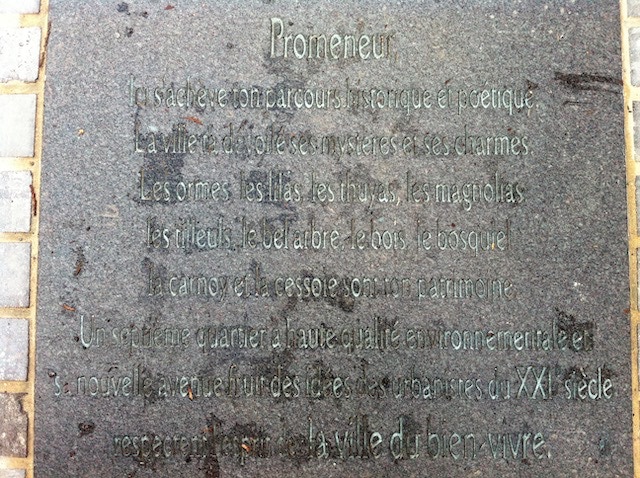 Promeneur,
Ici s'achève ton parcours historique et poétique.
La ville t'a dévoilé ses mystères et ses charmes.
Les ormes, les lilas, les thuyas, les magnolias
les tilleuls, le bel arbre, le bois, le bosquiel
la carnoy et la cessoie sont ton patrimoine.
Un septième quartier à haute qualité environnementale et
sa nouvelle avenue fruit des idées des urbanistes du XXIe siècle
respectent l'esprit de la ville du bien-vivre.